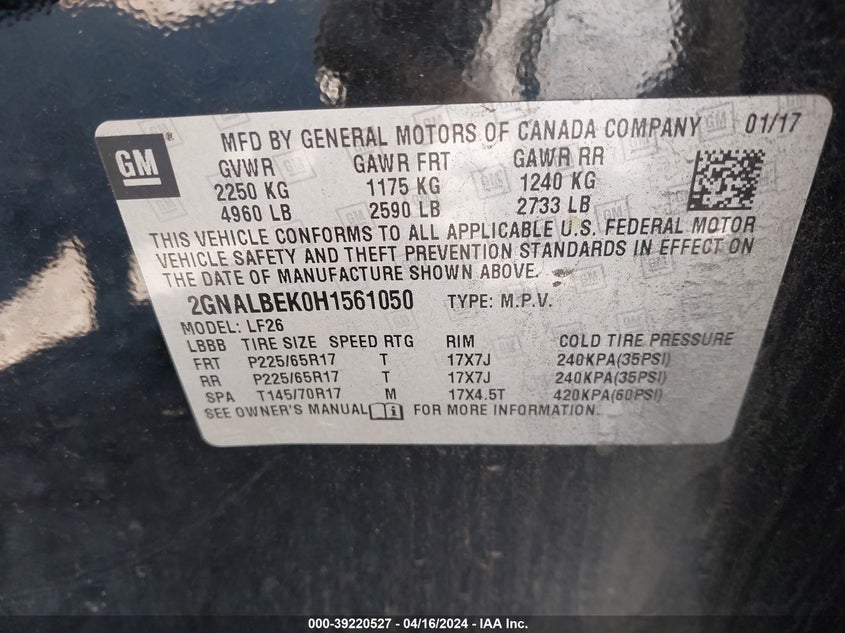 GM ®
MFD BY GENERAL MOTORS OF CANADA COMPANY 01/17
GVWR GAWR FRT GAWR RR
2250 KG 1175 KG 1240 KG
4960 LB 2590 LB 2733 LB
THIS VEHICLE CONFORMS TO ALL APPLICABLE U.S. FEDERAL MOTOR
VEHICLE SAFETY AND THEFT PREVENTION STANDARDS IN EFFECT ON
THE DATE OF MANUFACTURE SHOWN ABOVE.
2GNALBEK0H1561050 TYPE: M.P.V.
MODEL: LF26
LBBB TIRE SIZE SPEED RTG RIM COLD TIRE PRESSURE
FRT P225/65R17 T 17X7J 240KPA(35PSI)
RR P225/65R17 T 17X7J 240KPA(35PSI)
SPA T145/70R17 M 17X4.5T 420KPA(60PSI)
SEE OWNER'S MANUAL FOR MORE INFORMATION.
000-39220527 - 04/16/2024 - IAA Inc.